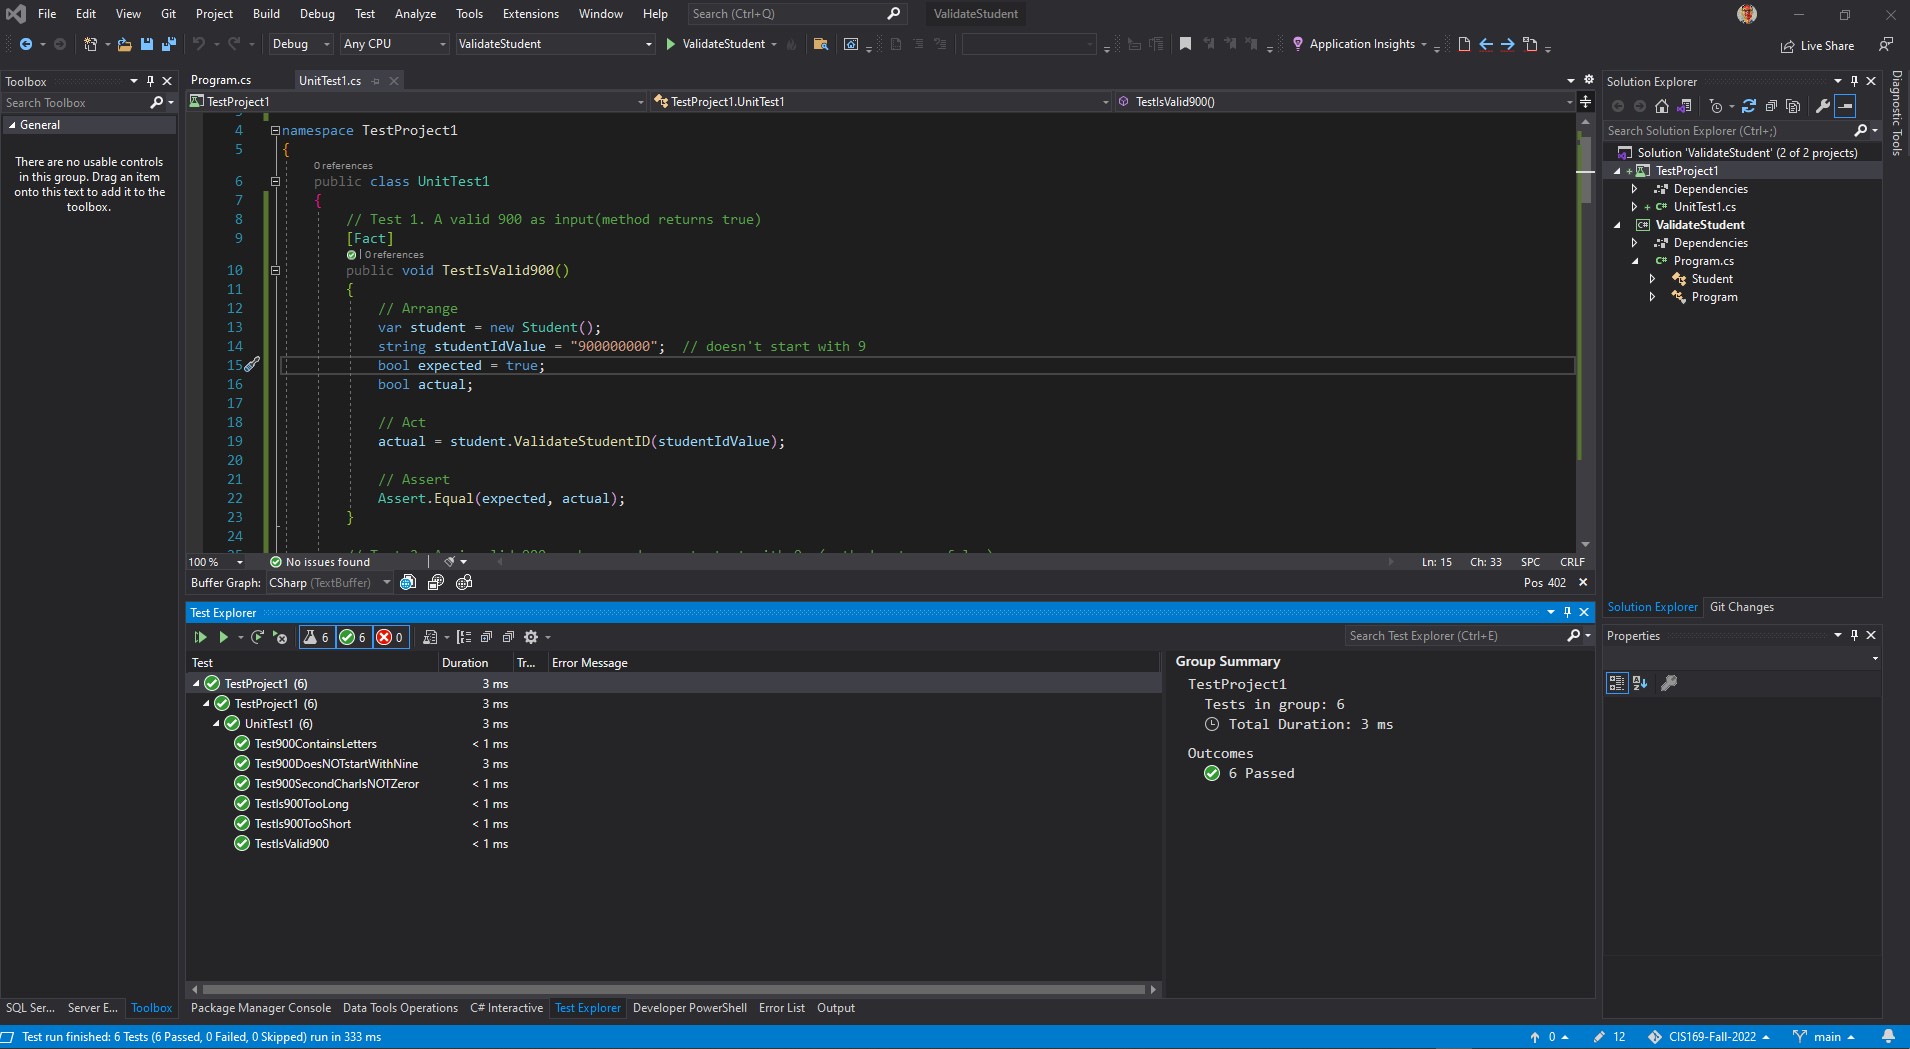 File Edit View Git Project Build Debug Test Analyze Tools Extensions Window Help Search (Ctrl+Q) ValidateStudent
Debug Any CPU ValidateStudent ValidateStudent Application Insights Live Share
Toolbox
Search Toolbox
General
There are no usable controls
in this group. Drag an item
onto this text to add it to the
toolbox.
SQL Ser... Server E... Toolbox
Program.cs UnitTest1.cs
TestProject1 TestProject1.UnitTest1 TestIsValid900()
4 namespace TestProject1
5 {
0 references
6 public class UnitTest1
7 {
8 // Test 1. A valid 900 as input(method returns true)
9 [Fact]
| 0 references
10 public void TestIsValid900()
11 {
12 // Arrange
13 var student = new Student();
14 string studentIdValue = "900000000"; // doesn't start with 9
15 bool expected = true;
16 bool actual;
17
18 // Act
19 actual = student.ValidateStudentID(studentIdValue);
20
21 // Assert
22 Assert.Equal(expected, actual);
23 }
24
100 % No issues found Ln: 15 Ch: 33 SPC CRLF
Buffer Graph: CSharp (TextBuffer) Pos 402
Test Explorer
6 6 0 Search Test Explorer (Ctrl+E)
Test Duration Tr... Error Message
TestProject1 (6) 3 ms
TestProject1 (6) 3 ms
UnitTest1 (6) 3 ms
Test900ContainsLetters < 1 ms
Test900DoesNOTstartWithNine 3 ms
Test900SecondCharIsNOTZeror < 1 ms
TestIs900TooLong < 1 ms
TestIs900TooShort < 1 ms
TestIsValid900 < 1 ms
Group Summary
TestProject1
Tests in group: 6
Total Duration: 3 ms
Outcomes
6 Passed
Package Manager Console Data Tools Operations C# Interactive Test Explorer Developer PowerShell Error List Output
Solution Explorer
Search Solution Explorer (Ctrl+;)
Solution 'ValidateStudent' (2 of 2 projects)
TestProject1
Dependencies
C# UnitTest1.cs
C# ValidateStudent
Dependencies
C# Program.cs
Student
Program
Solution Explorer Git Changes
Properties
Diagnostic Tools
Test run finished: 6 Tests (6 Passed, 0 Failed, 0 Skipped) run in 333 ms 0 12 CIS169-Fall-2022 main